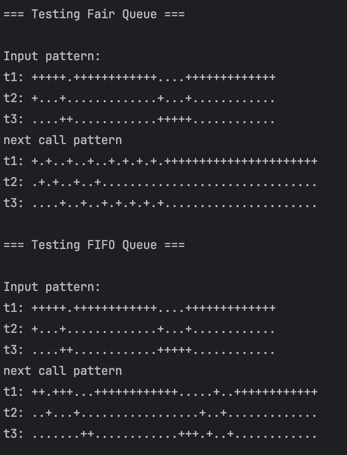 === Testing Fair Queue ===
Input pattern:
t1: +++++.++++++++++++....+++++++++++++
t2: +...+.............+...+............
t3: ....++............+++++............
next call pattern
t1: +.+..+..+..+.+.+.+.++++++++++++++++++++++
t2: .+.+..+..+...............................
t3: ....+..+..+.+.+.+.+......................
=== Testing FIFO Queue ===
Input pattern:
t1: +++++.++++++++++++....+++++++++++++
t2: +...+.............+...+............
t3: ....++............+++++............
next call pattern
t1: ++.+++...++++++++++++.....+..++++++++++++
t2: ..+...+.................+..+.............
t3: .......++............+++.+..+............